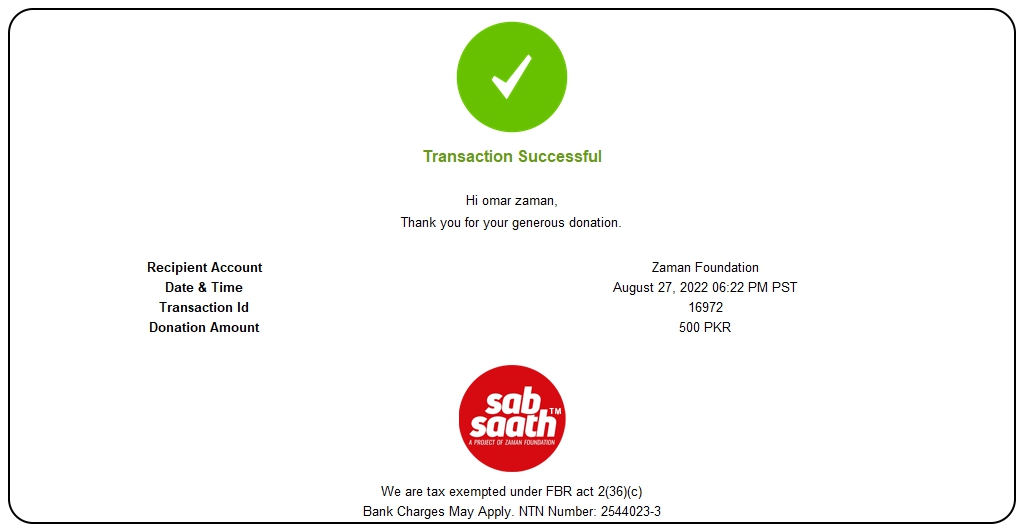 Transaction Successful
Hi omar zaman,
Thank you for your generous donation.
Recipient Account Zaman Foundation
Date & Time August 27, 2022 06:22 PM PST
Transaction Id 16972
Donation Amount 500 PKR
sab
saath™
A PROJECT OF ZAMAN FOUNDATION
We are tax exempted under FBR act 2(36)(c)
Bank Charges May Apply. NTN Number: 2544023-3